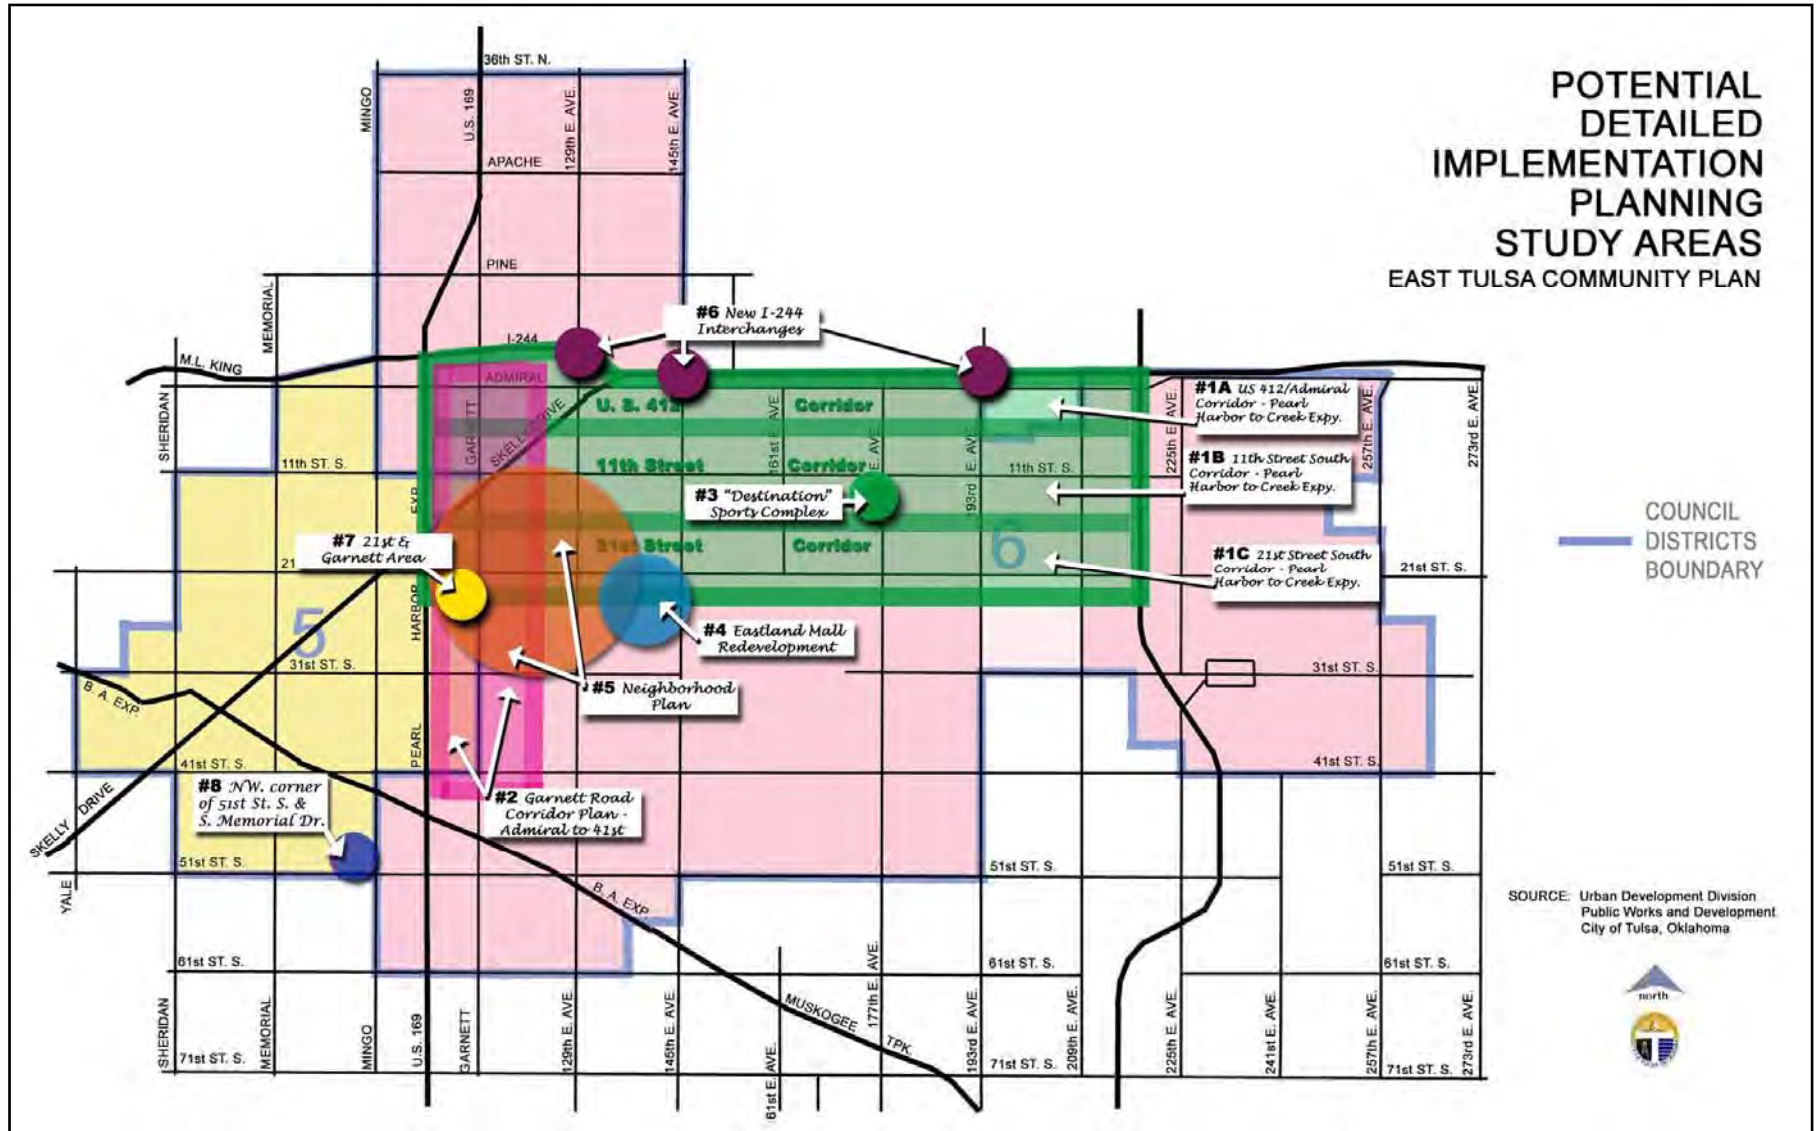 POTENTIAL
DETAILED
IMPLEMENTATION
PLANNING
STUDY AREAS
EAST TULSA COMMUNITY PLAN
36th ST. N.
MINGO
U.S. 169
129th E. AVE.
145th E. AVE.
APACHE
PINE
MEMORIAL
I-244
#6 New I-244
Interchanges
M.L. KING
ADMIRAL
SHERIDAN
GARNETT
SKELLY DRIVE
U. S. 412
Corridor
161st E. AVE
E. AVE
193rd E. AVE.
225th E. AVE.
257th E. AVE.
273rd E. AVE.
#1A US 412/Admiral
Corridor - Pearl
Harbor to Creek Expy.
11th ST. S.
11th Street
Corridor
11th ST. S.
#1B 11th Street South
Corridor - Pearl
Harbor to Creek Expy.
EXP.
#3 "Destination"
Sports Complex
COUNCIL
DISTRICTS
BOUNDARY
#7 21st &
Garnett Area
21st Street
Corridor
6
#1C 21st Street South
Corridor - Pearl
Harbor to Creek Expy.
21
21st ST. S.
HARBOR
5
#4 Eastland Mall
Redevelopment
31st ST. S.
31st ST. S.
B. A. EXP.
#5 Neighborhood
Plan
PEARL
41st ST. S.
41st ST. S.
#8 NW. corner
of 51st St. S. &
S. Memorial Dr.
#2 Garnett Road
Corridor Plan -
Admiral to 41st
SKELLY DRIVE
51st ST. S.
51st ST. S.
51st ST. S.
YALE
B. A. EXP.
SOURCE: Urban Development Division
Public Works and Development
City of Tulsa, Oklahoma
61st ST. S.
61st ST. S.
61st ST. S.
north
MUSKOGEE TPK.
SHERIDAN
MEMORIAL
MINGO
U.S. 169
GARNETT
129th E. AVE.
145th E. AVE.
61st E. AVE.
177th E. AVE.
193rd E. AVE.
209th E. AVE.
225th E. AVE.
241st E. AVE.
257th E. AVE.
273rd E. AVE.
71st ST. S.
71st ST. S.
71st ST. S.